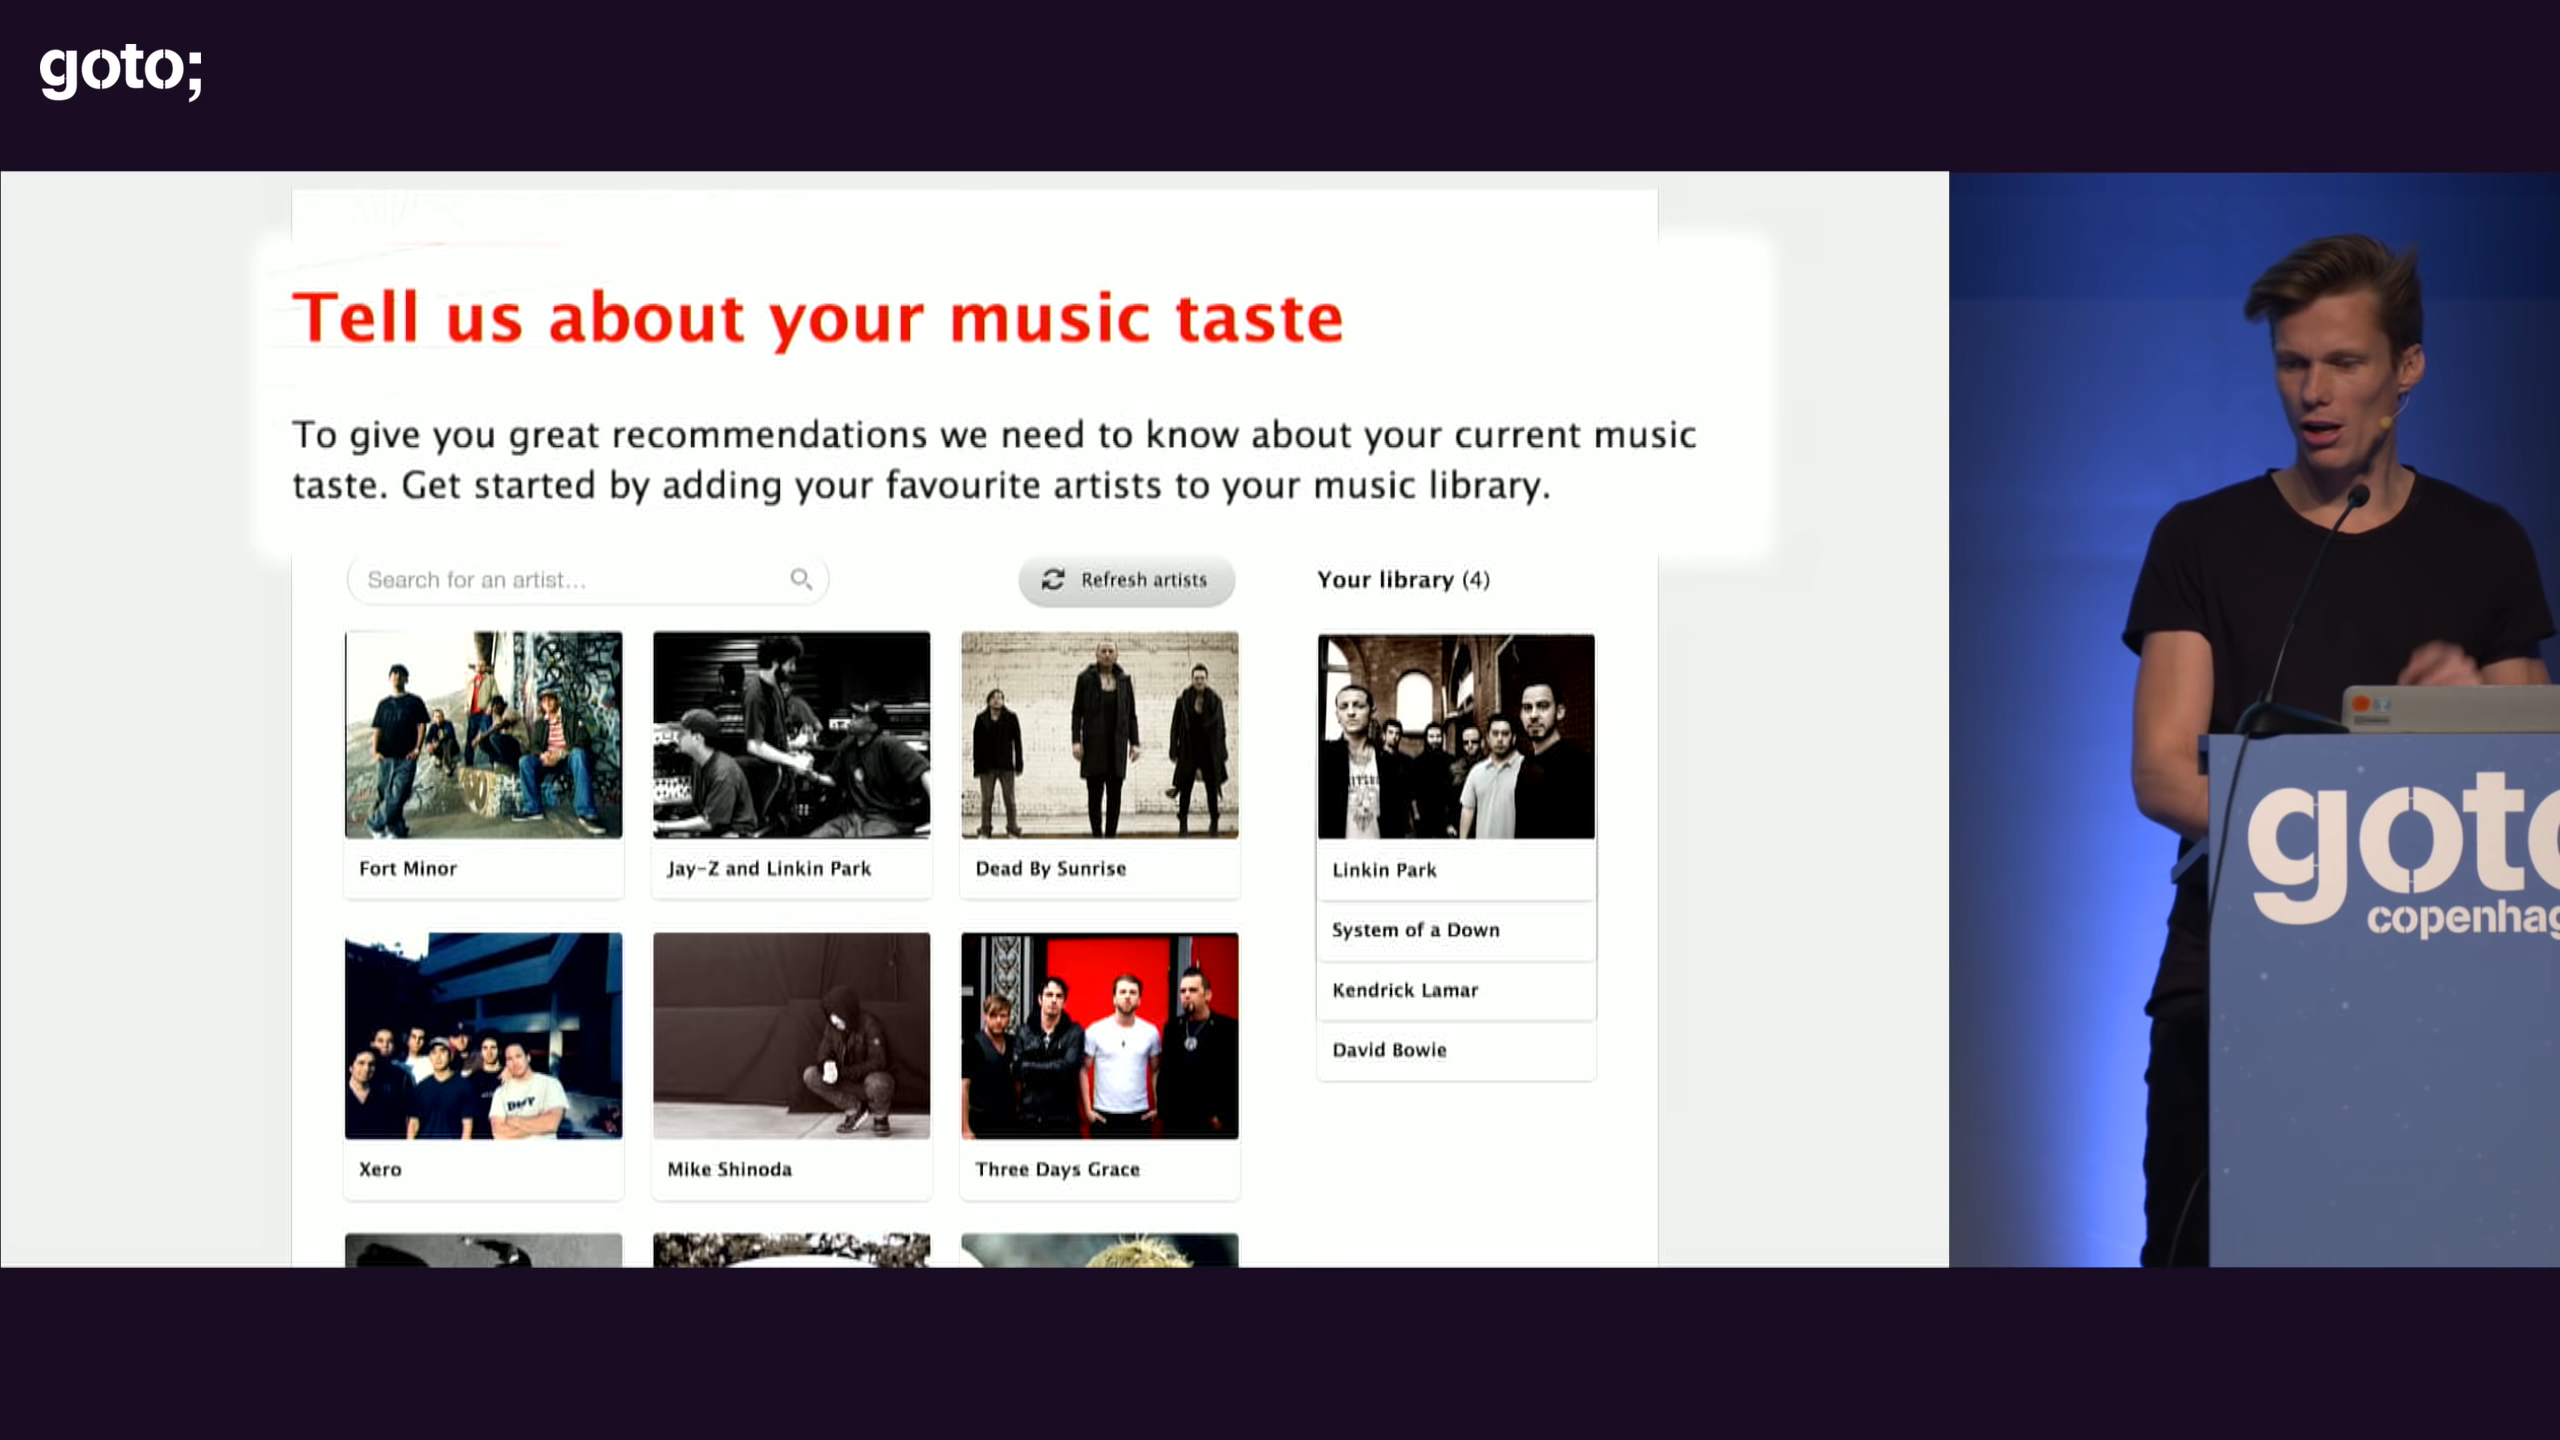 goto;
Tell us about your music taste
To give you great recommendations we need to know about your current music
taste. Get started by adding your favourite artists to your music library.
Search for an artist...
Refresh artists
Your library (4)
Fort Minor
Jay-Z and Linkin Park
Dead By Sunrise
Linkin Park
System of a Down
Kendrick Lamar
David Bowie
Xero
Mike Shinoda
Three Days Grace
goto
copenhag